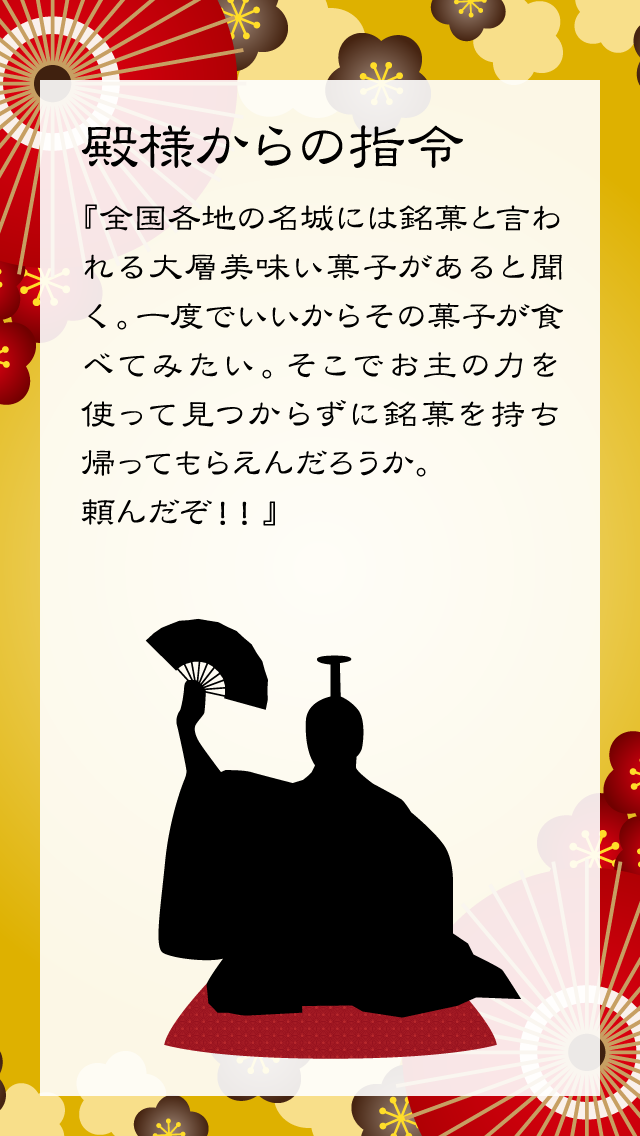 殿様からの指令
『全国各地の名城には銘菓と言わ
れる大層美味い菓子があると聞
く。一度でいいからその菓子が食
べてみたい。そこでお主の力を
使って見つからずに銘菓を持ち
帰ってもらえんだろうか。
頼んだぞ！！』